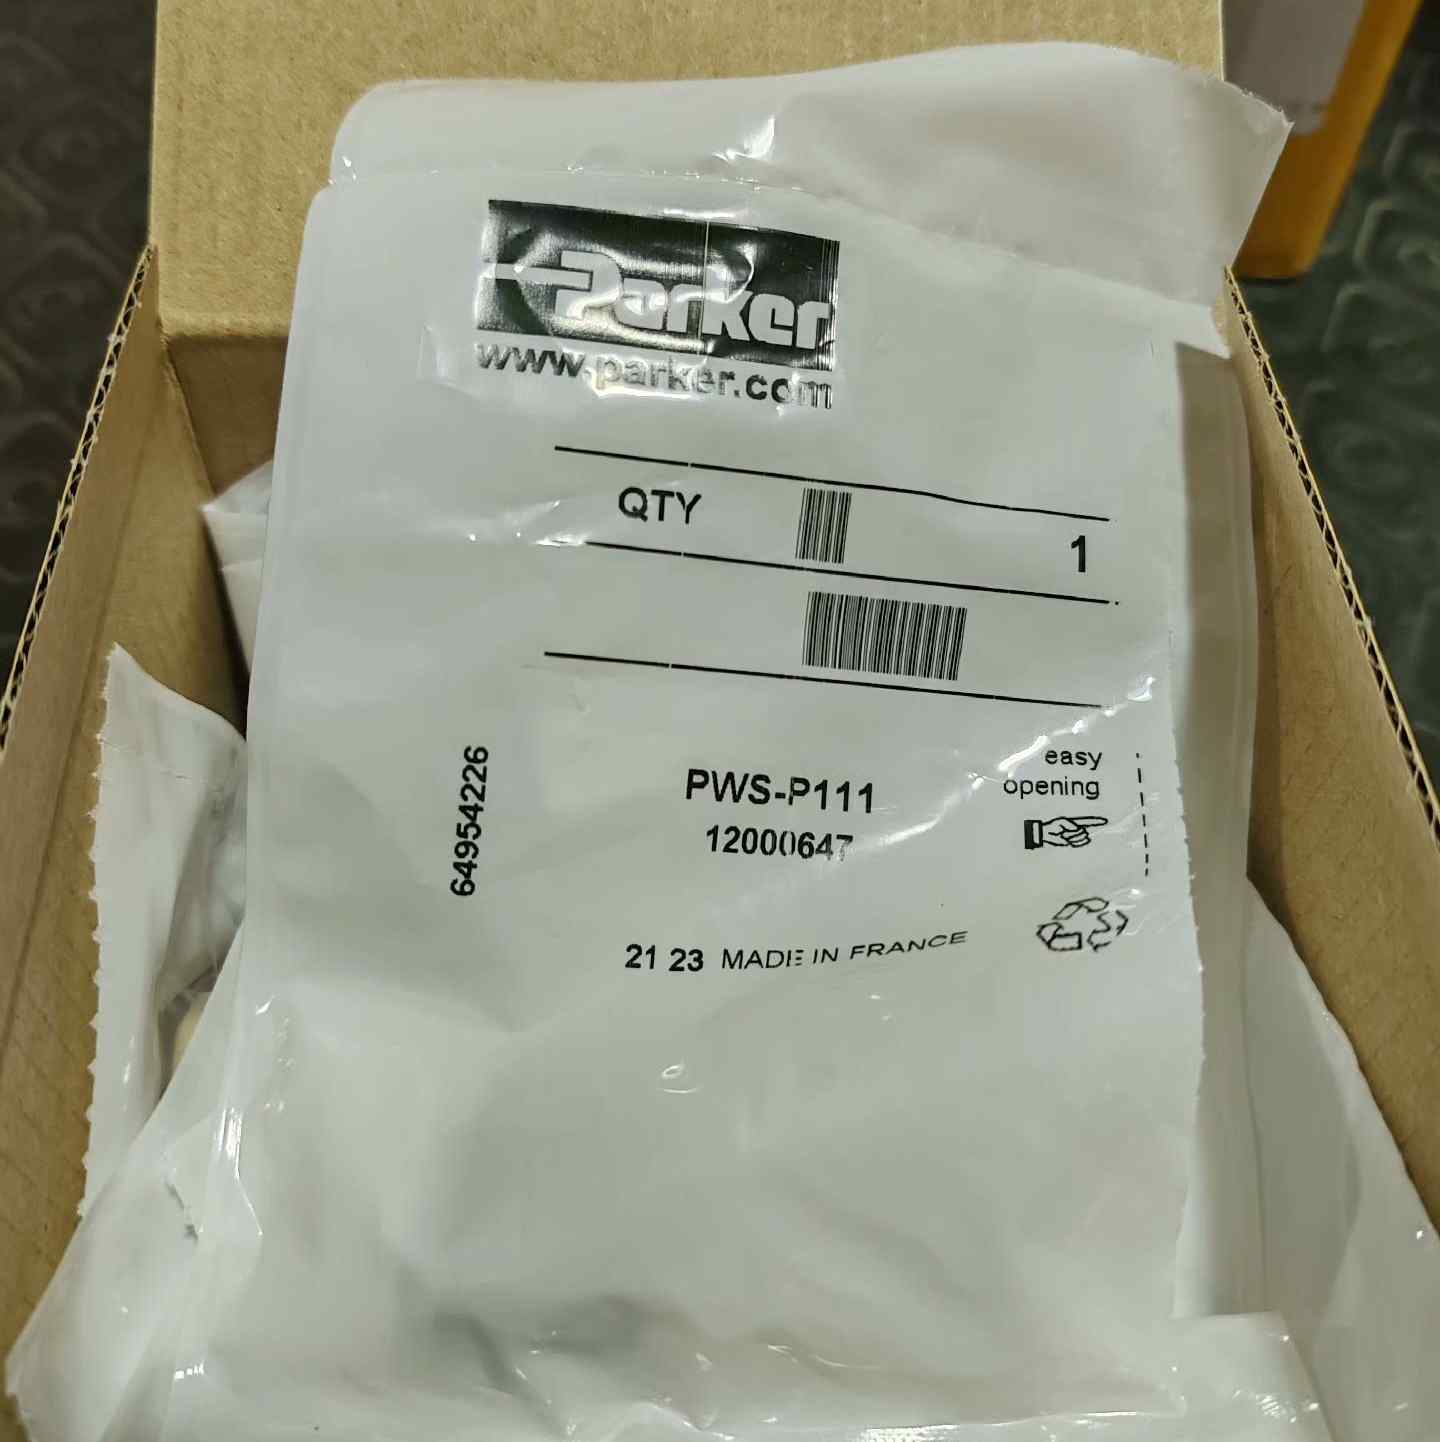 Parker
www.parker.com
QTY 1
64954226
PWS-P111
12000647
easy
opening
21 23 MADE IN FRANCE